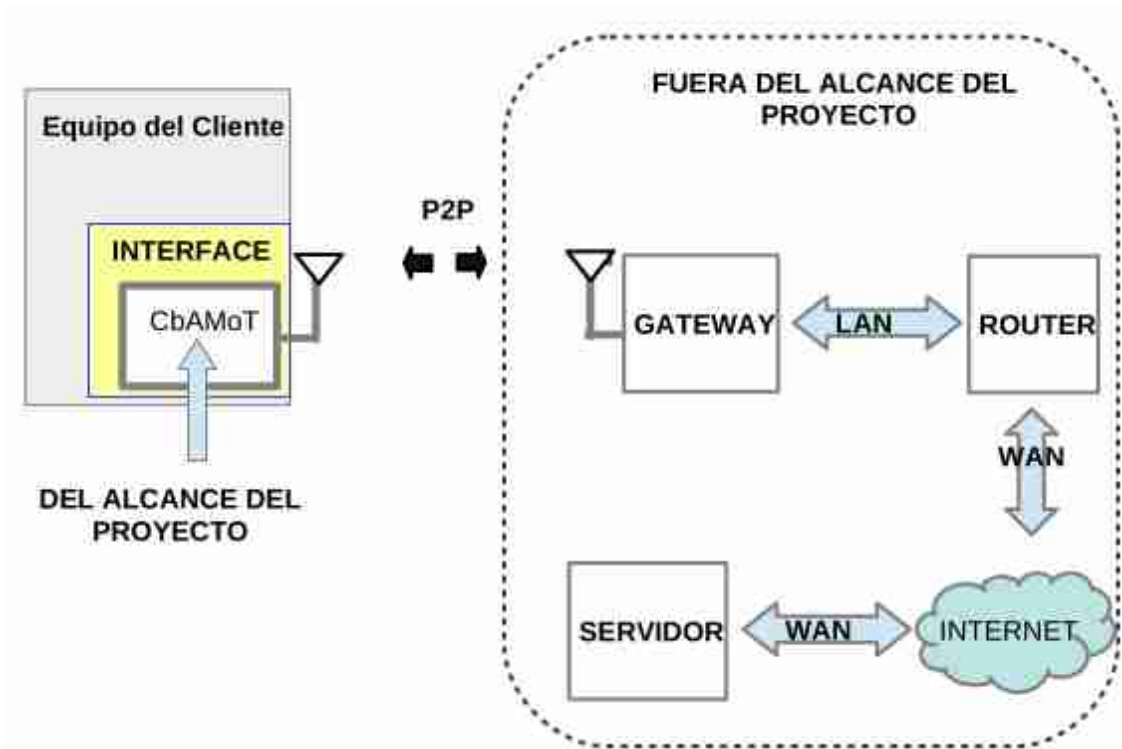 FUERA DEL ALCANCE DEL
PROYECTO
Equipo del Cliente
P2P
INTERFACE
CbAMoT
GATEWAY
LAN
ROUTER
WAN
DEL ALCANCE DEL
PROYECTO
SERVIDOR
WAN
INTERNET